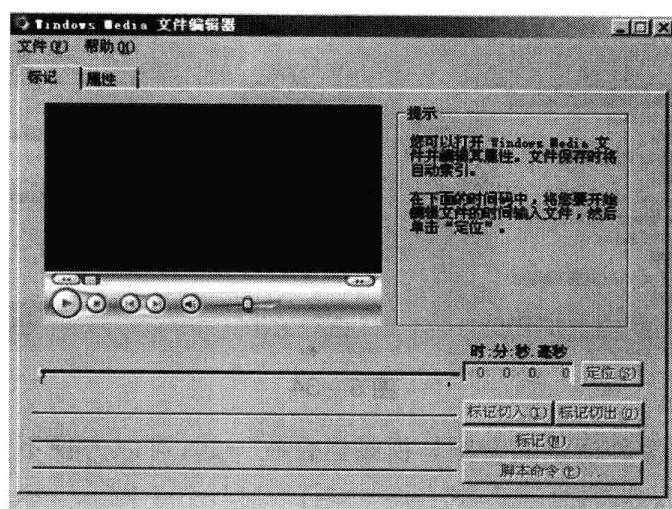 Windows Media 文件编辑器
文件(F) 帮助(H)
标记 属性
提示
您可以打开 Windows Media 文
件并编辑其属性。文件保存时将
自动索引。
在下面的时间码中，将您要开始
编辑文件的时间输入文件，然后
单击“定位”。
时:分:秒.毫秒
0 0 0. 0 定位(S)
标记切入(I) 标记切出(O)
标记(M)...
脚本命令(P)...